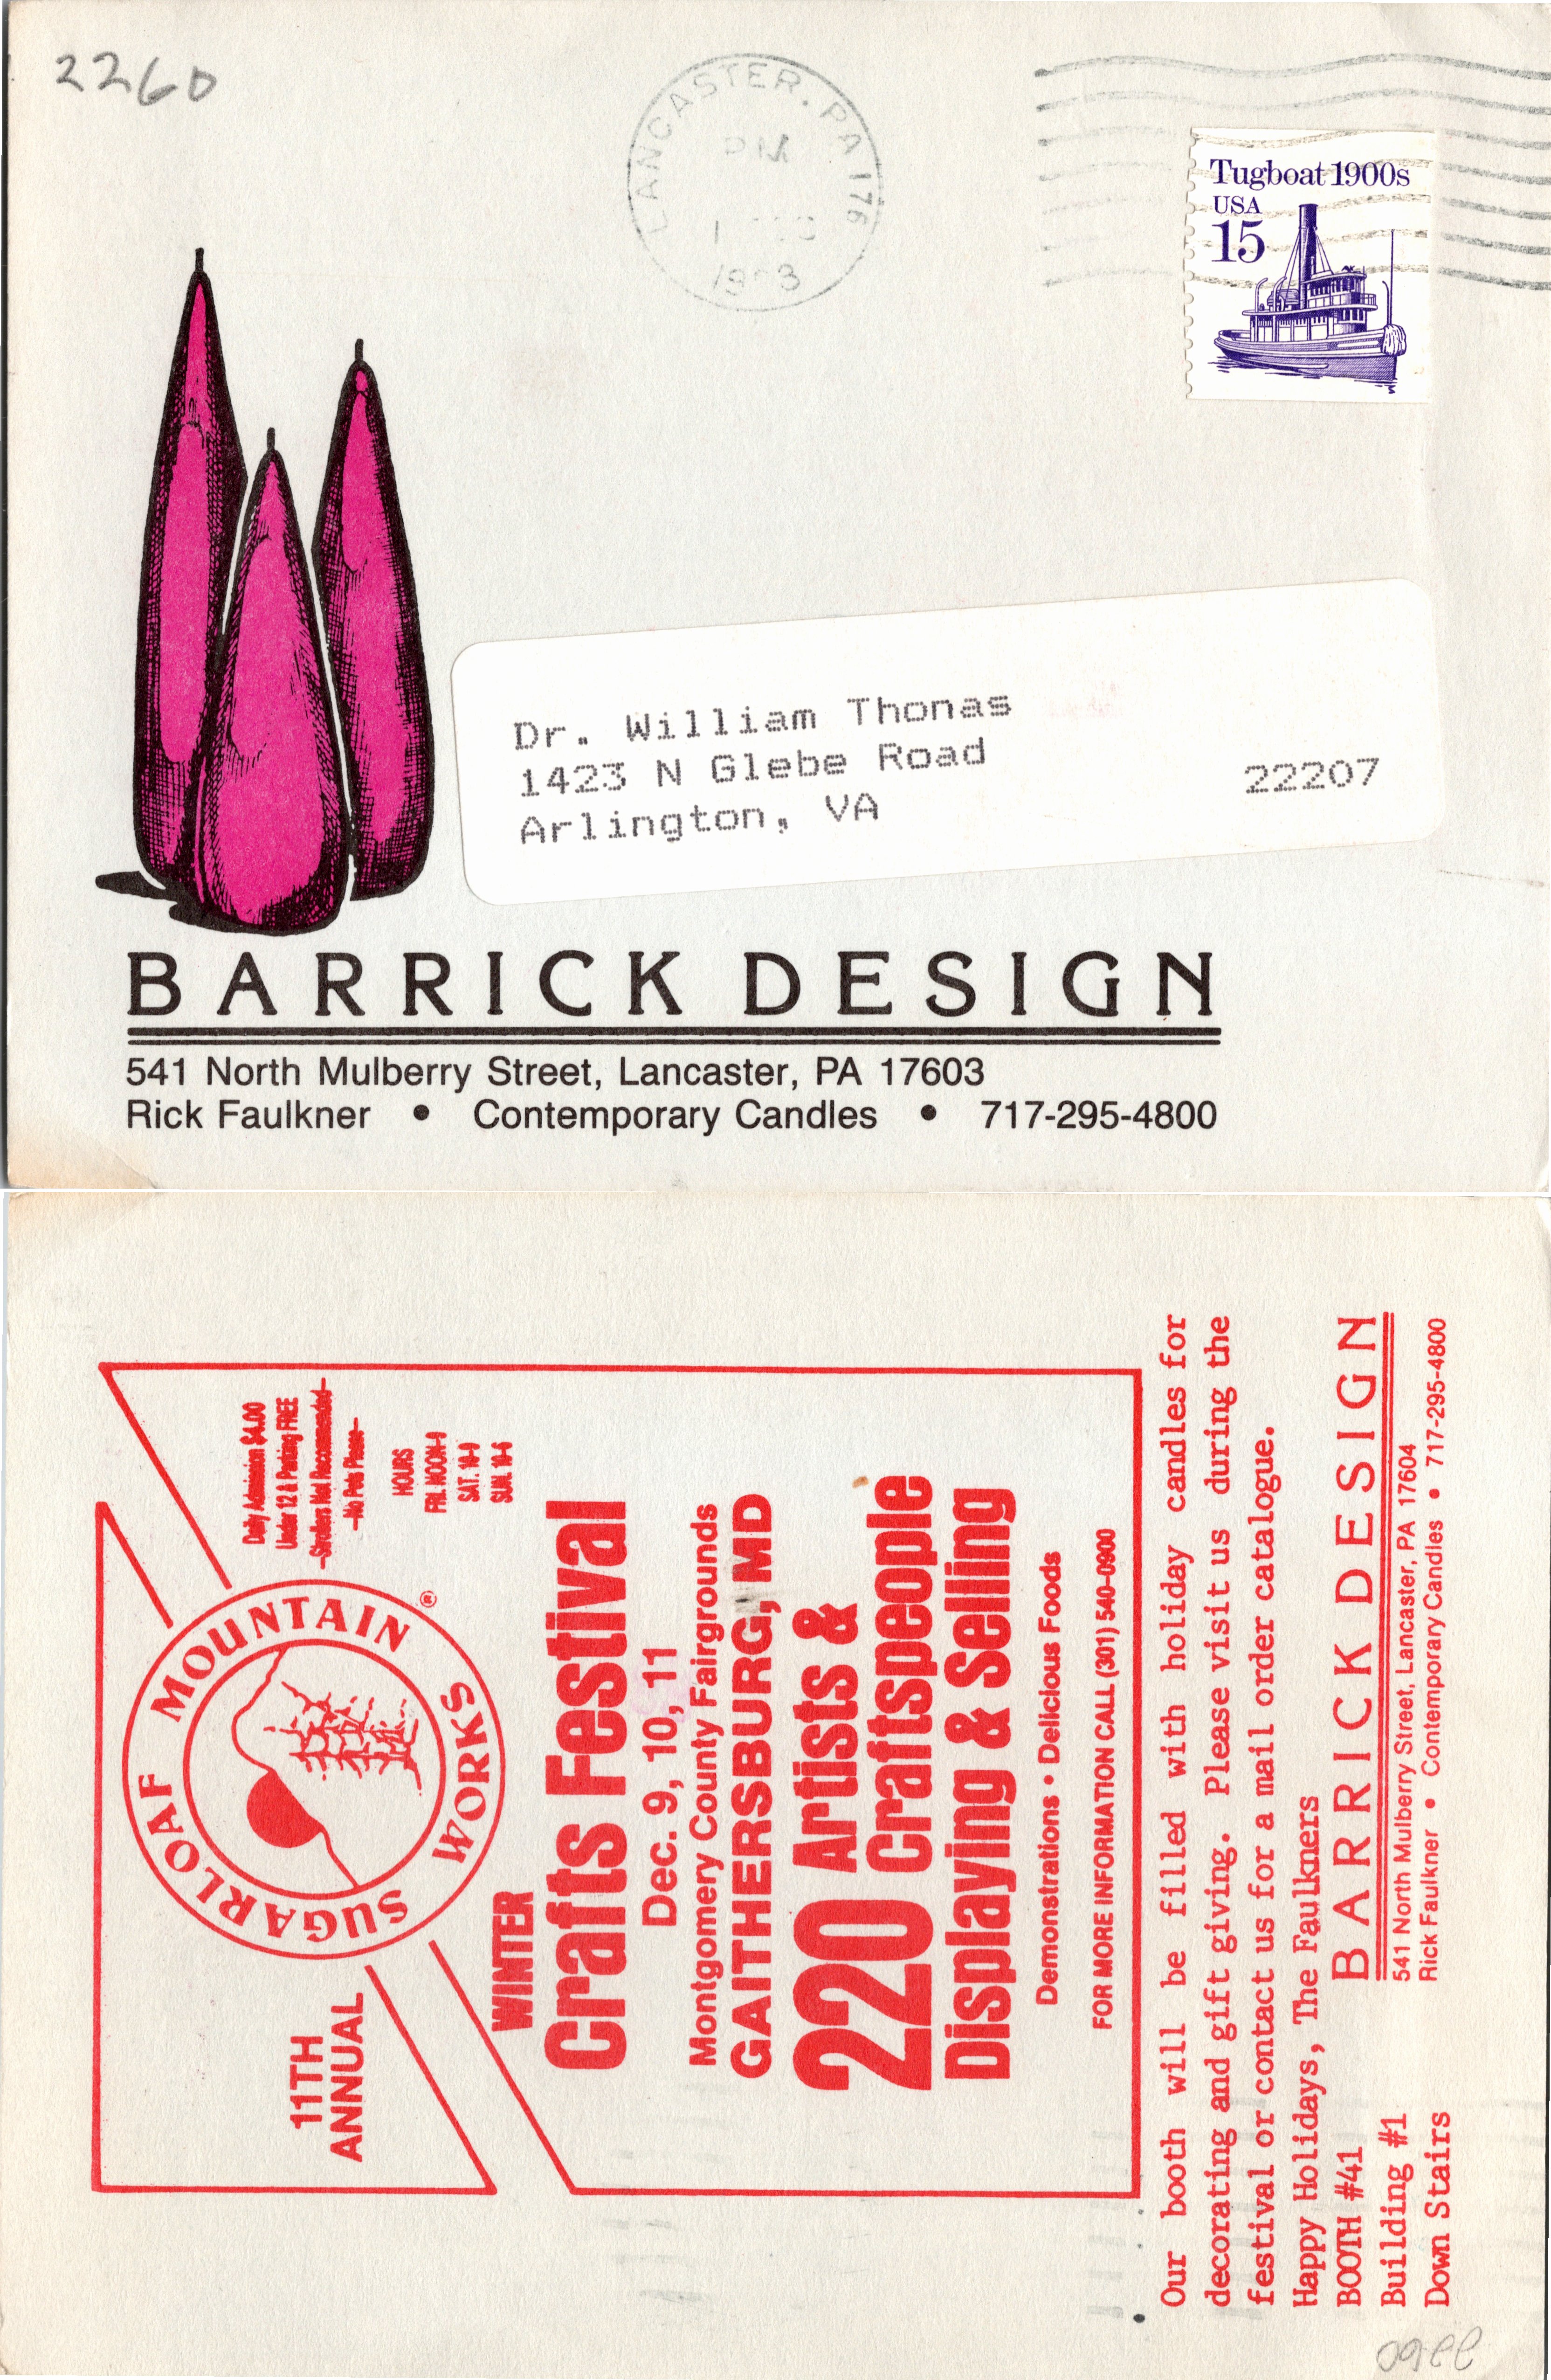 2260
LANCASTER, PA 176
PM
Tugboat 1900s
USA
15
Dr. William Thonas
1423 N Glebe Road
Arlington, VA 22207
BARRICK DESIGN
541 North Mulberry Street, Lancaster, PA 17603
Rick Faulkner • Contemporary Candles • 717-295-4800
11TH
ANNUAL
SUGARLOAF MOUNTAIN WORKS ®
Daily Admission $4.00
Under 12 & Parking FREE
—Strollers Not Recommended—
—No Pets Please—
HOURS
FRI. NOON-9
SAT. 10-9
SUN. 10-6
WINTER
Crafts Festival
Dec. 9, 10, 11
Montgomery County Fairgrounds
GAITHERSBURG, MD
220 Artists &
Craftspeople
Displaying & Selling
Demonstrations • Delicious Foods
FOR MORE INFORMATION CALL (301) 540-0900
Our booth will be filled with holiday candles for
decorating and gift giving. Please visit us during the
festival or contact us for a mail order catalogue.
Happy Holidays, The Faulkners
BOOTH #41
Building #1
Down Stairs
BARRICK DESIGN
541 North Mulberry Street, Lancaster, PA 17604
Rick Faulkner • Contemporary Candles • 717-295-4800